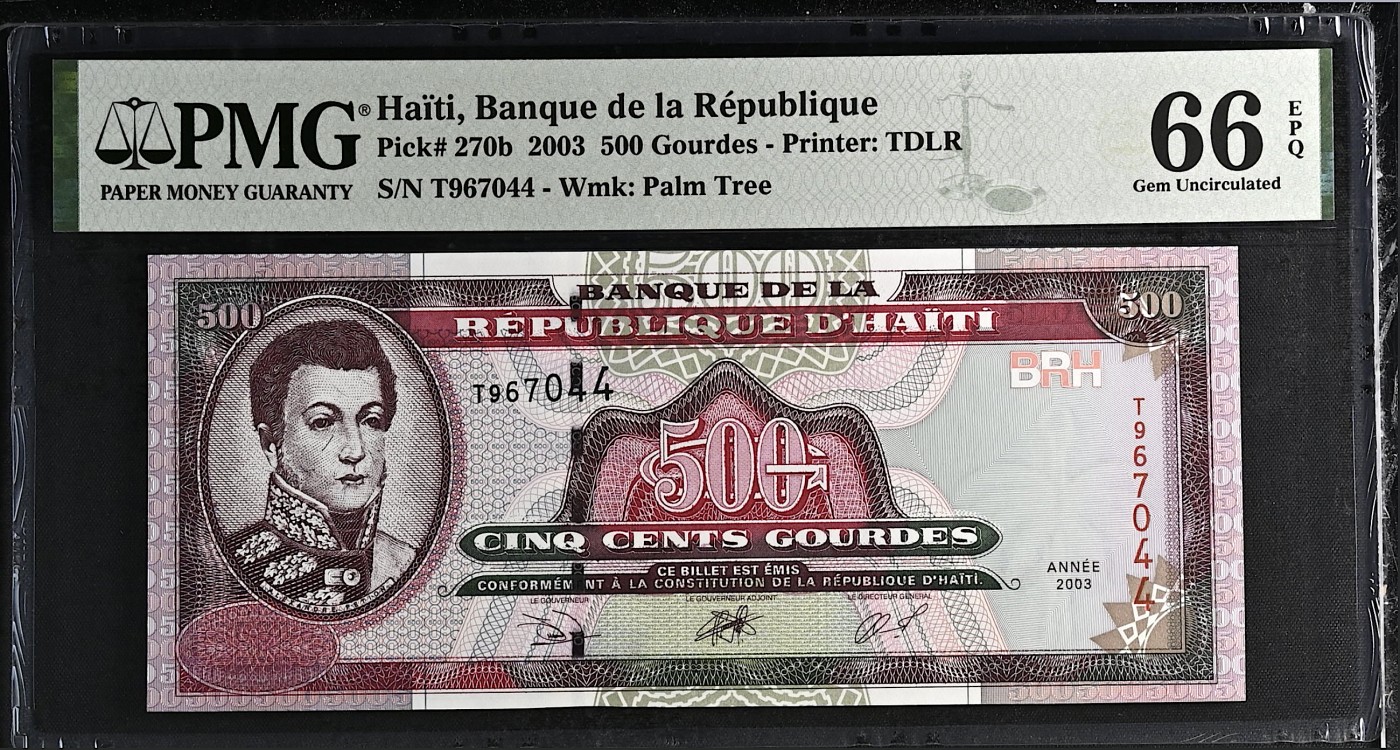 PMG®
PAPER MONEY GUARANTY
Haïti, Banque de la République
Pick# 270b 2003 500 Gourdes - Printer: TDLR
S/N T967044 - Wmk: Palm Tree
66
EPQ
Gem Uncirculated
500
BANQUE DE LA
500
RÉPUBLIQUE D'HAÏTI
BRH
T967044
T967044
500G
CINQ CENTS GOURDES
CE BILLET EST ÉMIS
CONFORMÉM NT À LA CONSTITUTION DE LA RÉPUBLIQUE D'HAÏTI.
ANNÉE
2003
LE GOUVERNEUR
LE GOUVERNEUR ADJOINT
LE DIRECTEUR GÉNÉRAL